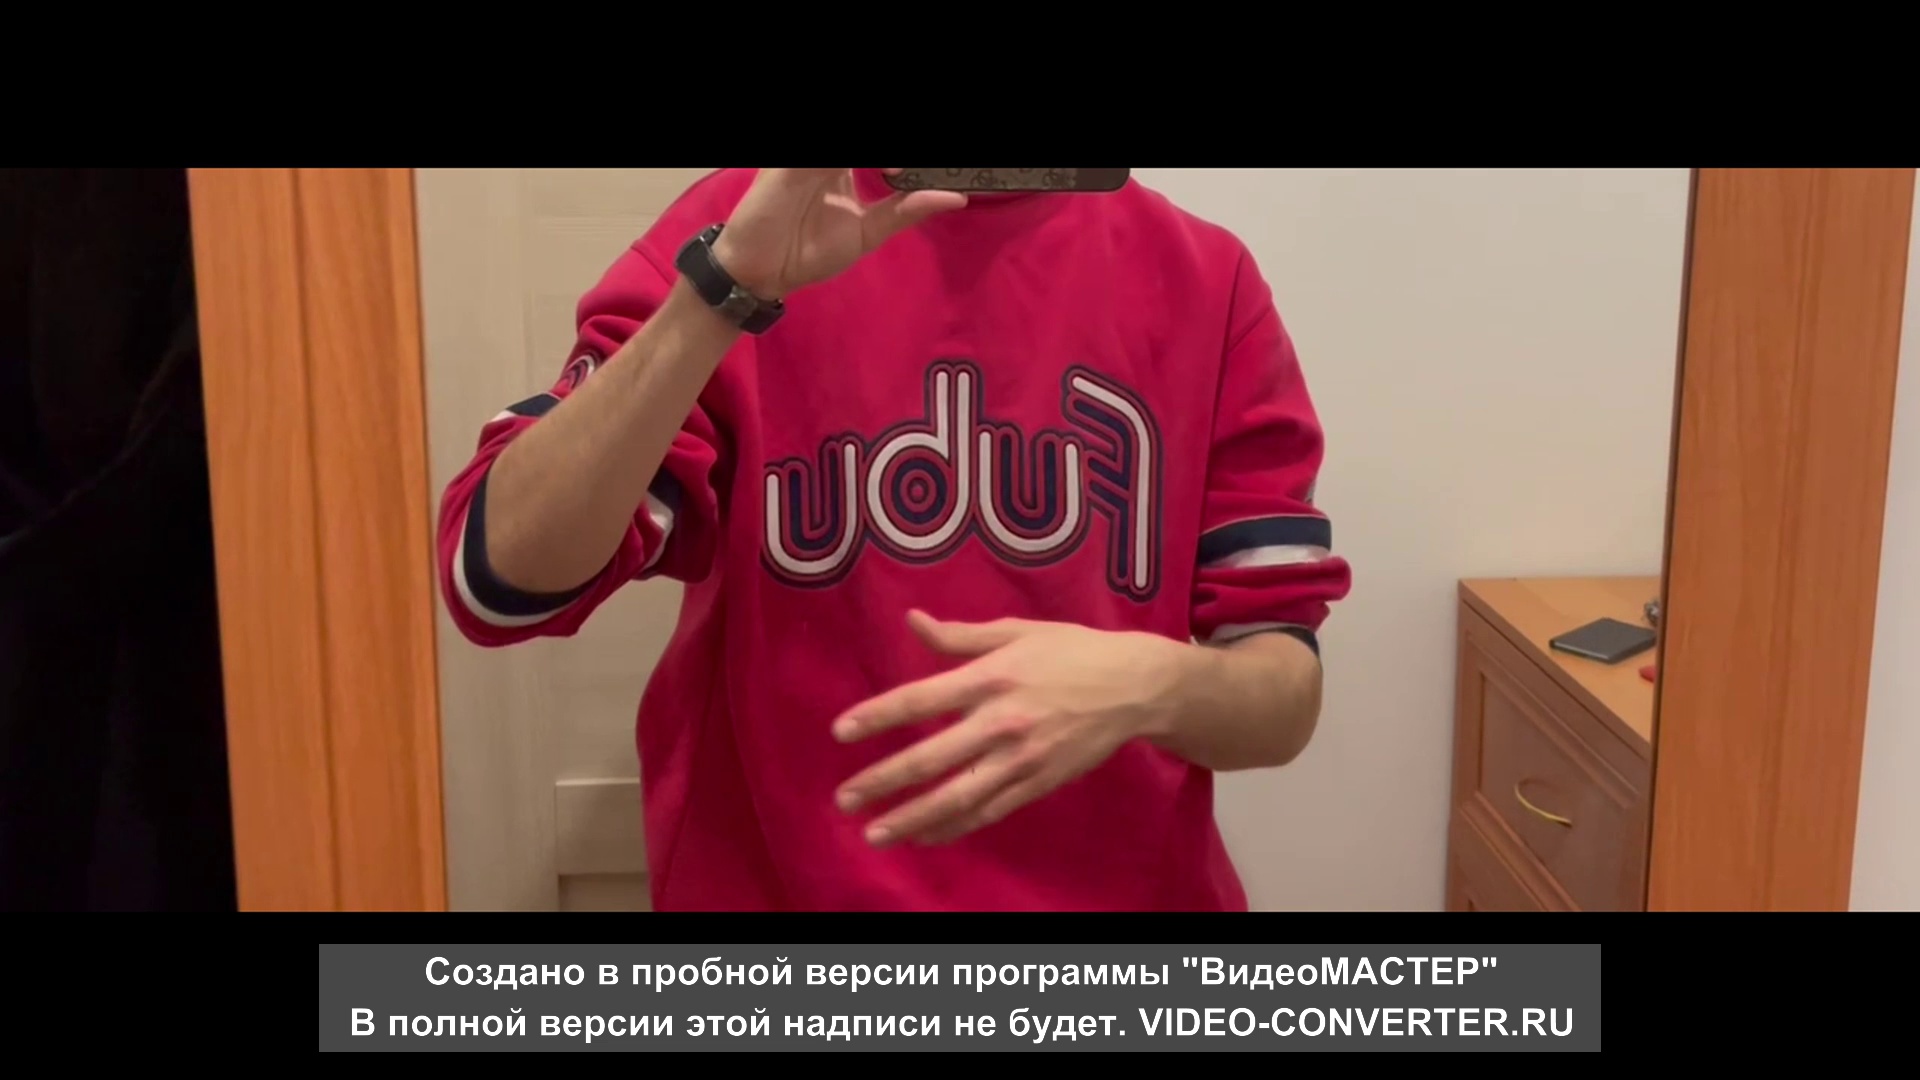 Fubu
Создано в пробной версии программы "ВидеоМАСТЕР"
В полной версии этой надписи не будет. VIDEO-CONVERTER.RU